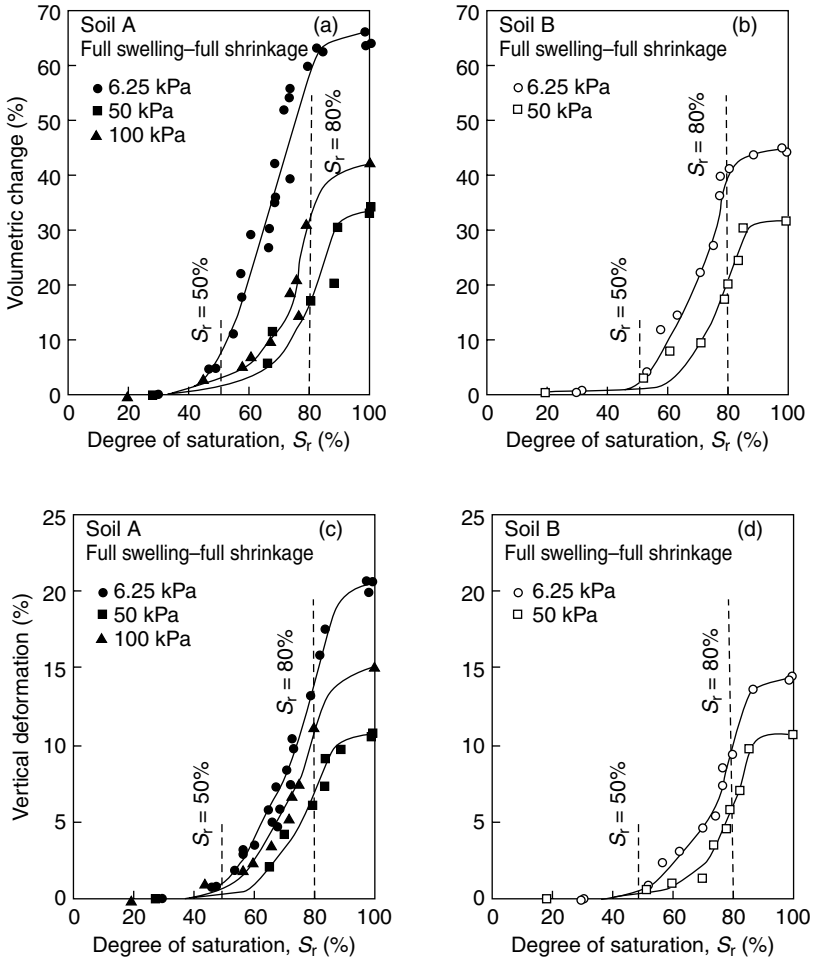 Soil A (a)
Full swelling–full shrinkage
6.25 kPa
50 kPa
100 kPa
Sr = 50%
Sr = 80%
Volumetric change (%)
70
60
50
40
30
20
10
0
0 20 40 60 80 100
Degree of saturation, Sr (%)
Soil B (b)
Full swelling–full shrinkage
6.25 kPa
50 kPa
Sr = 50%
Sr = 80%
70
60
50
40
30
20
10
0
0 20 40 60 80 100
Degree of saturation, Sr (%)
Soil A (c)
Full swelling–full shrinkage
6.25 kPa
50 kPa
100 kPa
Sr = 50%
Sr = 80%
Vertical deformation (%)
25
20
15
10
5
0
0 20 40 60 80 100
Degree of saturation, Sr (%)
Soil B (d)
Full swelling–full shrinkage
6.25 kPa
50 kPa
Sr = 50%
Sr = 80%
25
20
15
10
5
0
0 20 40 60 80 100
Degree of saturation, Sr (%)